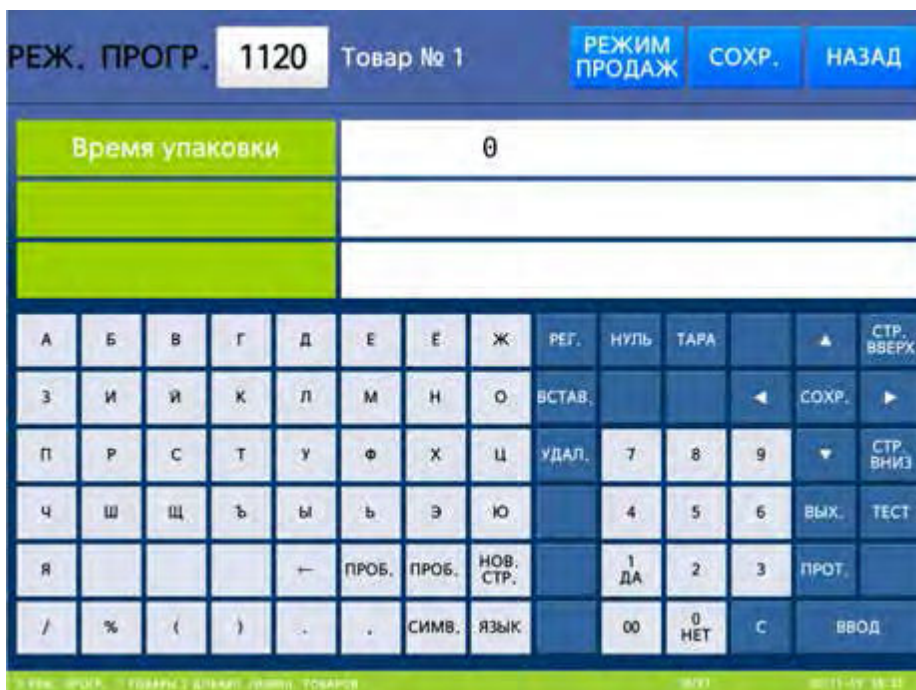 РЕЖ. ПРОГР. 1120 Товар № 1 РЕЖИМ ПРОДАЖ СОХР. НАЗАД
Время упаковки 0
А Б В Г Д Е Ё Ж РЕГ. НУЛЬ ТАРА ▲ СТР. ВВЕРХ
З И Й К Л М Н О ВСТАВ. ◄ СОХР. ►
П Р С Т У Ф Х Ц УДАЛ. 7 8 9 ▼ СТР. ВНИЗ
Ч Ш Щ Ъ Ы Ь Э Ю 4 5 6 ВЫХ. ТЕСТ
Я ← ПРОБ. ПРОБ. НОВ. СТР. 1 ДА 2 3 ПРОТ.
/ % ( ) . , СИМВ. ЯЗЫК 00 0 НЕТ С ВВОД